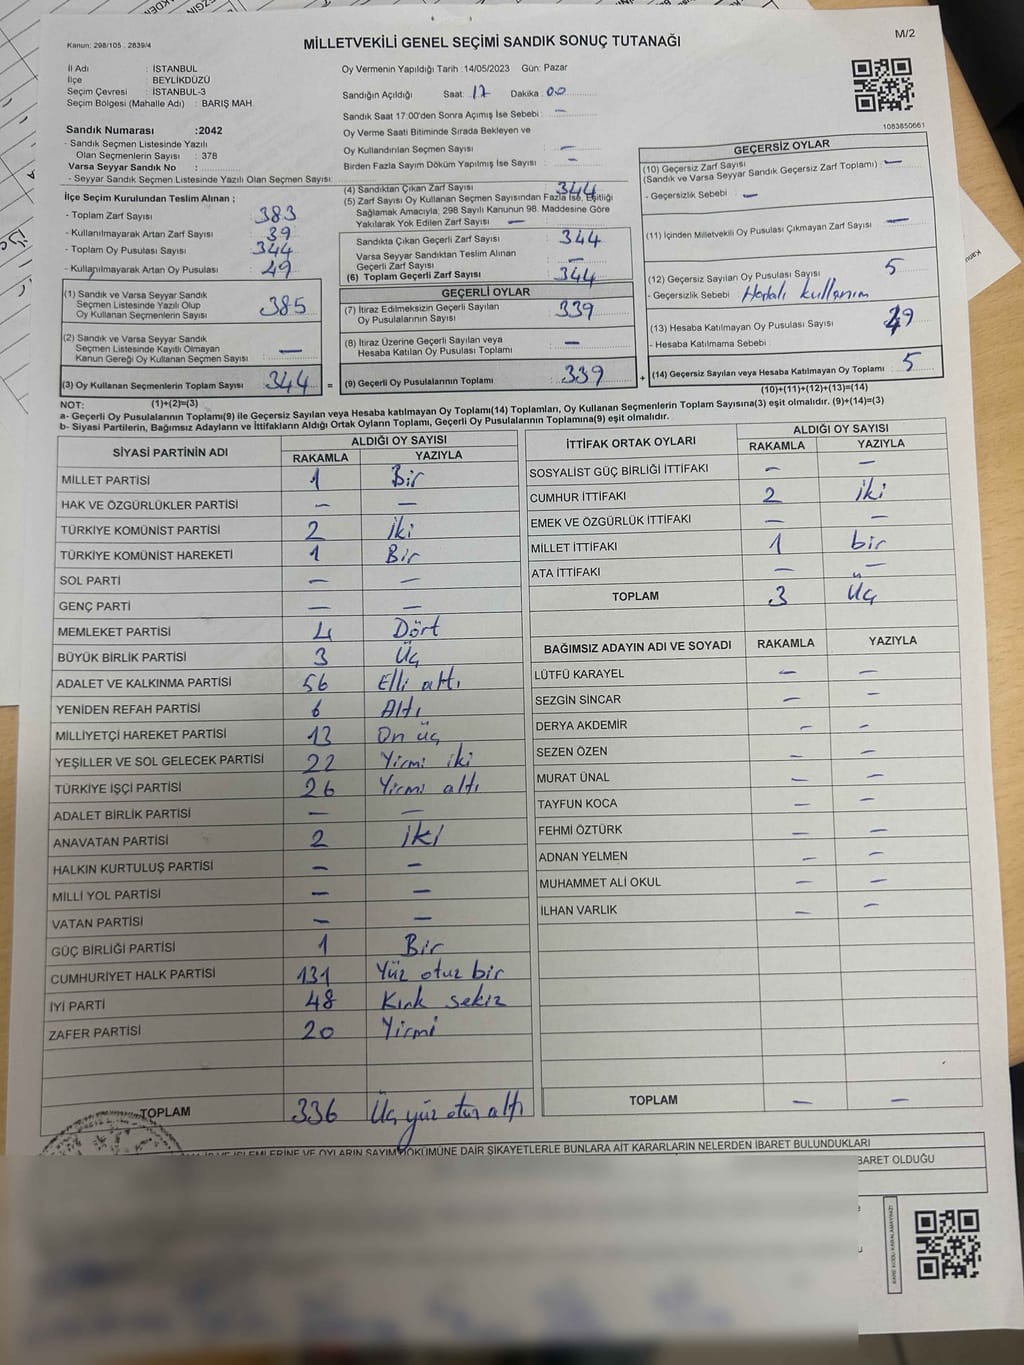 Kanun: 298/105 . 2839/4
MİLLETVEKİLİ GENEL SEÇİMİ SANDIK SONUÇ TUTANAĞI
M/2
İl Adı : İSTANBUL
İlçe : BEYLİKDÜZÜ
Seçim Çevresi : İSTANBUL-3
Seçim Bölgesi (Mahalle Adı) : BARIŞ MAH
Sandık Numarası :2042
- Sandık Seçmen Listesinde Yazılı
Olan Seçmenlerin Sayısı : 378
Varsa Seyyar Sandık No :
- Seyyar Sandık Seçmen Listesinde Yazılı Olan Seçmen Sayısı:
Oy Vermenin Yapıldığı Tarih :14/05/2023 Gün: Pazar
Sandığın Açıldığı Saat: 17 Dakika : 00
Sandık Saat 17:00'den Sonra Açımış İse Sebebi : —
Oy Verme Saati Bitiminde Sırada Bekleyen ve
Oy Kullandırılan Seçmen Sayısı : —
Birden Fazla Sayım Döküm Yapılmış İse Sayısı : —
1083850661
İlçe Seçim Kurulundan Teslim Alınan ;
- Toplam Zarf Sayısı : 383
- Kullanılmayarak Artan Zarf Sayısı : 39
- Toplam Oy Pusulası Sayısı : 344
- Kullanılmayarak Artan Oy Pusulası : 49
(1) Sandık ve Varsa Seyyar Sandık
Seçmen Listesinde Yazılı Olup
Oy Kullanan Seçmenlerin Sayısı : 385
(2) Sandık ve Varsa Seyyar Sandık
Seçmen Listesinde Kayıtlı Olmayan
Kanun Gereği Oy Kullanan Seçmen Sayısı : —
(3) Oy Kullanan Seçmenlerin Toplam Sayısı : 344
(1)+(2)=(3)
(4) Sandıktan Çıkan Zarf Sayısı 344
(5) Zarf Sayısı Oy Kullanan Seçmen Sayısından Fazla İse, Eşitliği
Sağlamak Amacıyla, 298 Sayılı Kanunun 98. Maddesine Göre
Yakılarak Yok Edilen Zarf Sayısı : —
Sandıkta Çıkan Geçerli Zarf Sayısı : 344
Varsa Seyyar Sandıktan Teslim Alınan
Geçerli Zarf Sayısı : —
(6) Toplam Geçerli Zarf Sayısı : 344
GEÇERLİ OYLAR
(7) İtiraz Edilmeksizin Geçerli Sayılan
Oy Pusulalarının Sayısı : 339
(8) İtiraz Üzerine Geçerli Sayılan veya
Hesaba Katılan Oy Pusulası Toplamı : —
= (9) Geçerli Oy Pusulalarının Toplamı : 339
GEÇERSİZ OYLAR
(10) Geçersiz Zarf Sayısı
(Sandık ve Varsa Seyyar Sandık Geçersiz Zarf Toplamı) : —
- Geçersizlik Sebebi : —
(11) İçinden Milletvekili Oy Pusulası Çıkmayan Zarf Sayısı : —
(12) Geçersiz Sayılan Oy Pusulası Sayısı : 5
- Geçersizlik Sebebi : Hatalı kullanım
(13) Hesaba Katılmayan Oy Pusulası Sayısı
- Hesaba Katılmama Sebebi :
+ (14) Geçersiz Sayılan veya Hesaba Katılmayan Oy Toplamı : 5
(10)+(11)+(12)+(13)=(14)
NOT:
a- Geçerli Oy Pusulalarının Toplamı(9) ile Geçersiz Sayılan veya Hesaba katılmayan Oy Toplamı(14) Toplamları, Oy Kullanan Seçmenlerin Toplam Sayısına(3) eşit olmalıdır. (9)+(14)=(3)
b- Siyasi Partilerin, Bağımsız Adayların ve İttifakların Aldığı Ortak Oyların Toplamı, Geçerli Oy Pusulalarının Toplamına(9) eşit olmalıdır.
SİYASİ PARTİNİN ADI ALDIĞI OY SAYISI
RAKAMLA YAZIYLA
MİLLET PARTİSİ 1 Bir
HAK VE ÖZGÜRLÜKLER PARTİSİ — —
TÜRKİYE KOMÜNİST PARTİSİ 2 İki
TÜRKİYE KOMÜNİST HAREKETİ 1 Bir
SOL PARTİ — —
GENÇ PARTİ — —
MEMLEKET PARTİSİ 4 Dört
BÜYÜK BİRLİK PARTİSİ 3 Üç
ADALET VE KALKINMA PARTİSİ 56 Elli altı
YENİDEN REFAH PARTİSİ 6 Altı
MİLLİYETÇİ HAREKET PARTİSİ 13 On üç
YEŞİLLER VE SOL GELECEK PARTİSİ 22 Yirmi iki
TÜRKİYE İŞÇİ PARTİSİ 26 Yirmi altı
ADALET BİRLİK PARTİSİ — —
ANAVATAN PARTİSİ 2 İki
HALKIN KURTULUŞ PARTİSİ — —
MİLLİ YOL PARTİSİ — —
VATAN PARTİSİ — —
GÜÇ BİRLİĞİ PARTİSİ 1 Bir
CUMHURİYET HALK PARTİSİ 131 Yüz otuz bir
İYİ PARTİ 48 Kırk sekiz
ZAFER PARTİSİ 20 Yirmi
TOPLAM 336 Üç yüz otuz altı
İTTİFAK ORTAK OYLARI ALDIĞI OY SAYISI
RAKAMLA YAZIYLA
SOSYALİST GÜÇ BİRLİĞİ İTTİFAKI — —
CUMHUR İTTİFAKI 2 iki
EMEK VE ÖZGÜRLÜK İTTİFAKI — —
MİLLET İTTİFAKI 1 bir
ATA İTTİFAKI — —
TOPLAM 3 Üç
BAĞIMSIZ ADAYIN ADI VE SOYADI RAKAMLA YAZIYLA
LÜTFÜ KARAYEL — —
SEZGİN SİNCAR — —
DERYA AKDEMİR — —
SEZEN ÖZEN — —
MURAT ÜNAL — —
TAYFUN KOCA — —
FEHMİ ÖZTÜRK — —
ADNAN YELMEN — —
MUHAMMET ALİ OKUL — —
İLHAN VARLIK — —
TOPLAM — —
VE OYLARIN SAYIM DÖKÜMÜNE DAİR ŞİKAYETLERLE BUNLARA AİT KARARLARIN NELERDEN İBARET BULUNDUKLARI
İBARET OLDUĞU
KARE KODU KARALAMAYINIZ!